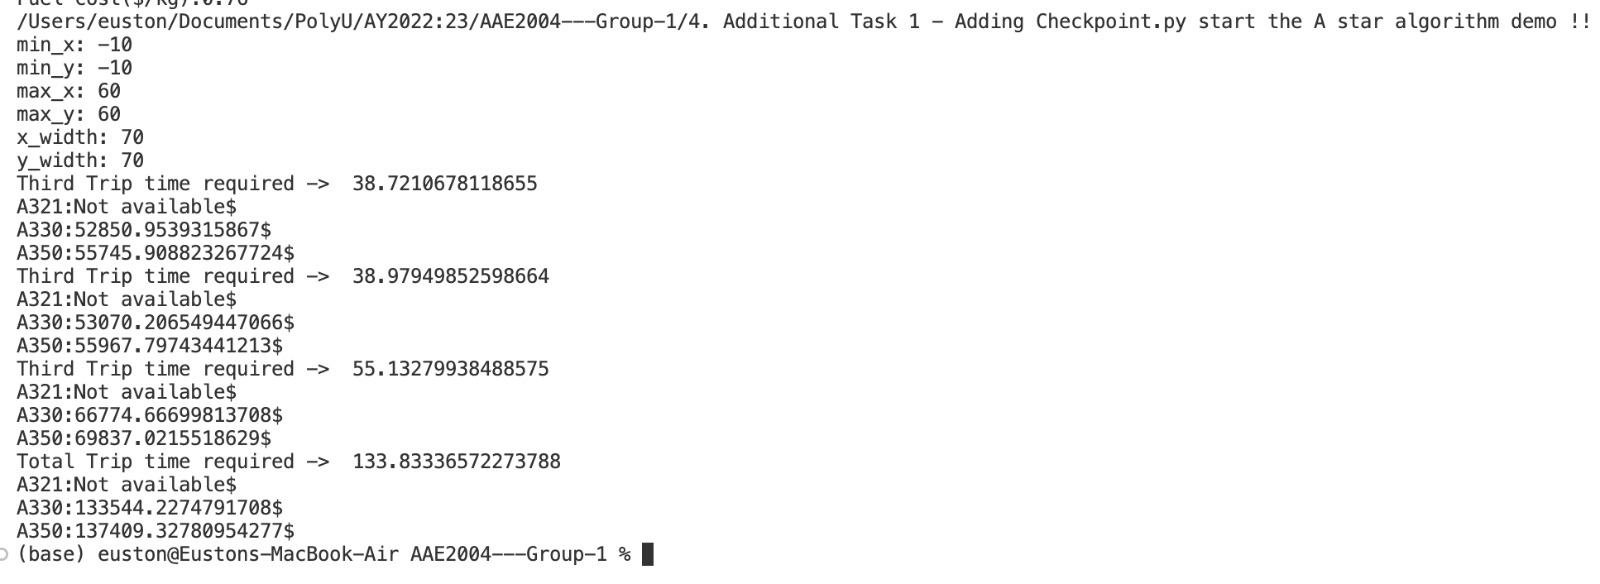 Fuel Cost($/kg):0.76
/Users/euston/Documents/PolyU/AY2022:23/AAE2004---Group-1/4. Additional Task 1 - Adding Checkpoint.py start the A star algorithm demo !!
min_x: -10
min_y: -10
max_x: 60
max_y: 60
x_width: 70
y_width: 70
Third Trip time required ->  38.7210678118655
A321:Not available$
A330:52850.9539315867$
A350:55745.908823267724$
Third Trip time required ->  38.97949852598664
A321:Not available$
A330:53070.206549447066$
A350:55967.79743441213$
Third Trip time required ->  55.13279938488575
A321:Not available$
A330:66774.66699813708$
A350:69837.0215518629$
Total Trip time required ->  133.83336572273788
A321:Not available$
A330:133544.2274791708$
A350:137409.32780954277$
(base) euston@Eustons-MacBook-Air AAE2004---Group-1 %